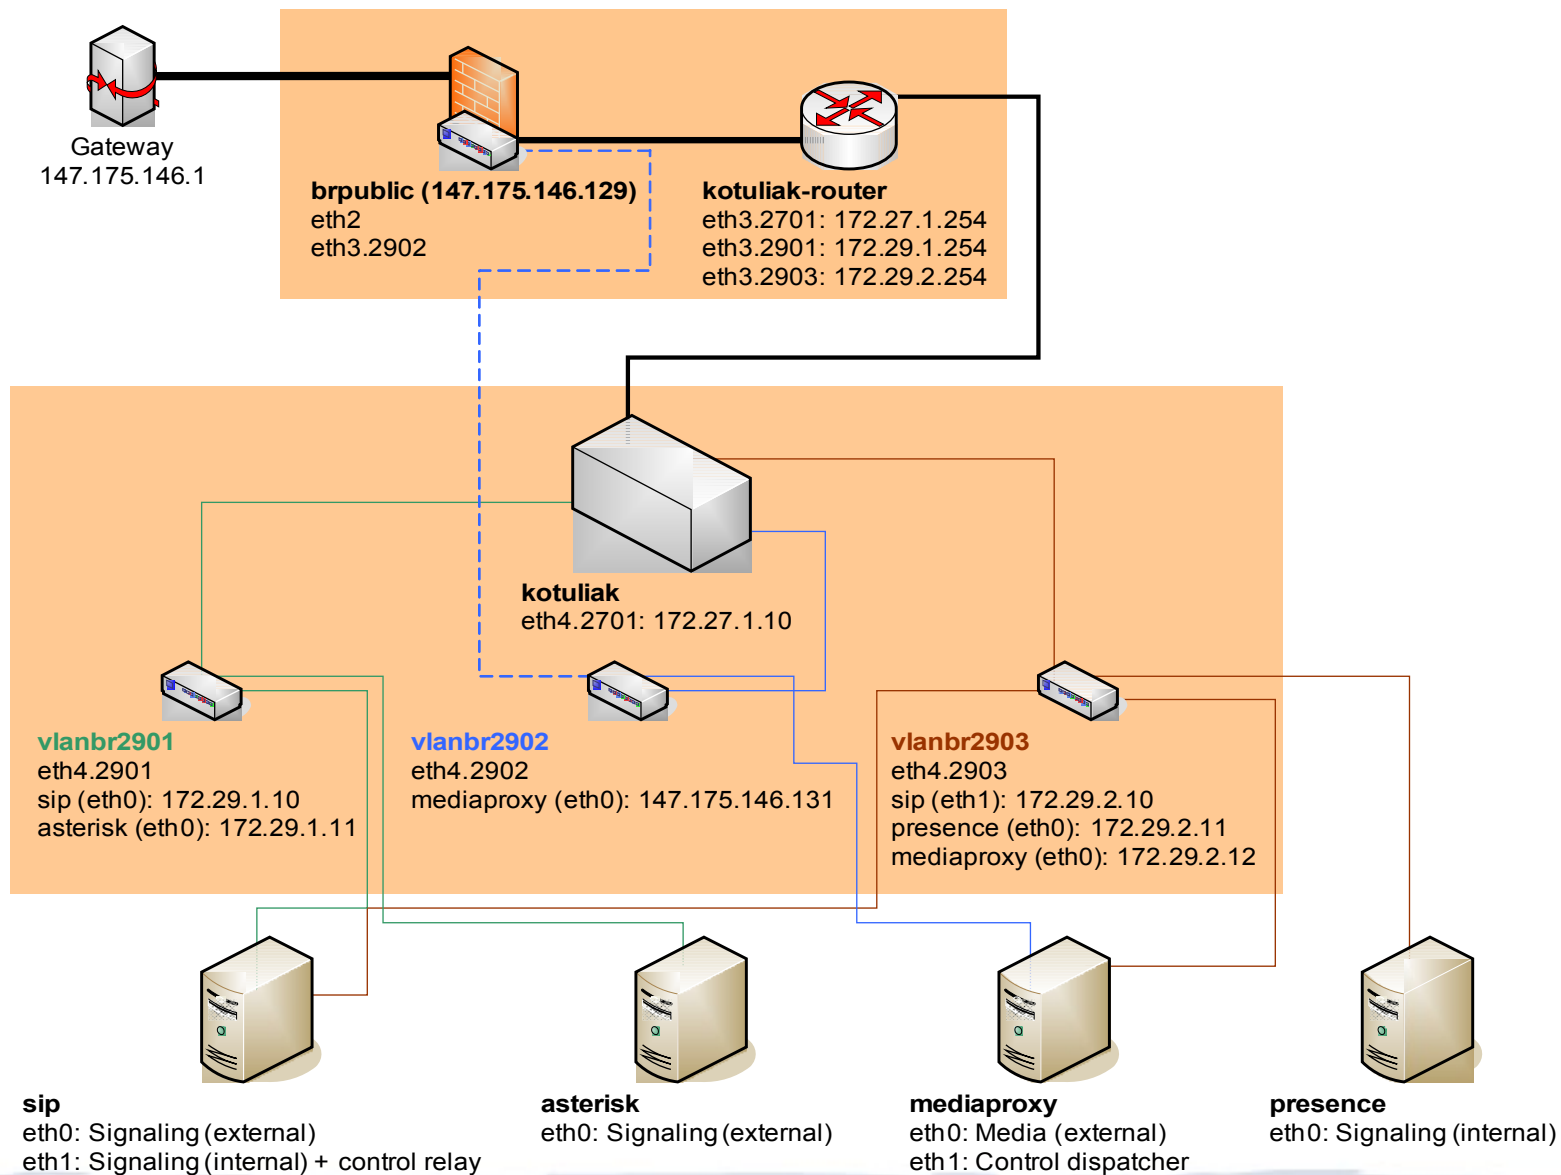 Gateway
147.175.146.1
brpublic (147.175.146.129)
eth2
eth3.2902
kotuliak-router
eth3.2701: 172.27.1.254
eth3.2901: 172.29.1.254
eth3.2903: 172.29.2.254
kotuliak
eth4.2701: 172.27.1.10
vlanbr2901
eth4.2901
sip (eth0): 172.29.1.10
asterisk (eth0): 172.29.1.11
vlanbr2902
eth4.2902
mediaproxy (eth0): 147.175.146.131
vlanbr2903
eth4.2903
sip (eth1): 172.29.2.10
presence (eth0): 172.29.2.11
mediaproxy (eth0): 172.29.2.12
sip
eth0: Signaling (external)
eth1: Signaling (internal) + control relay
asterisk
eth0: Signaling (external)
mediaproxy
eth0: Media (external)
eth1: Control dispatcher
presence
eth0: Signaling (internal)